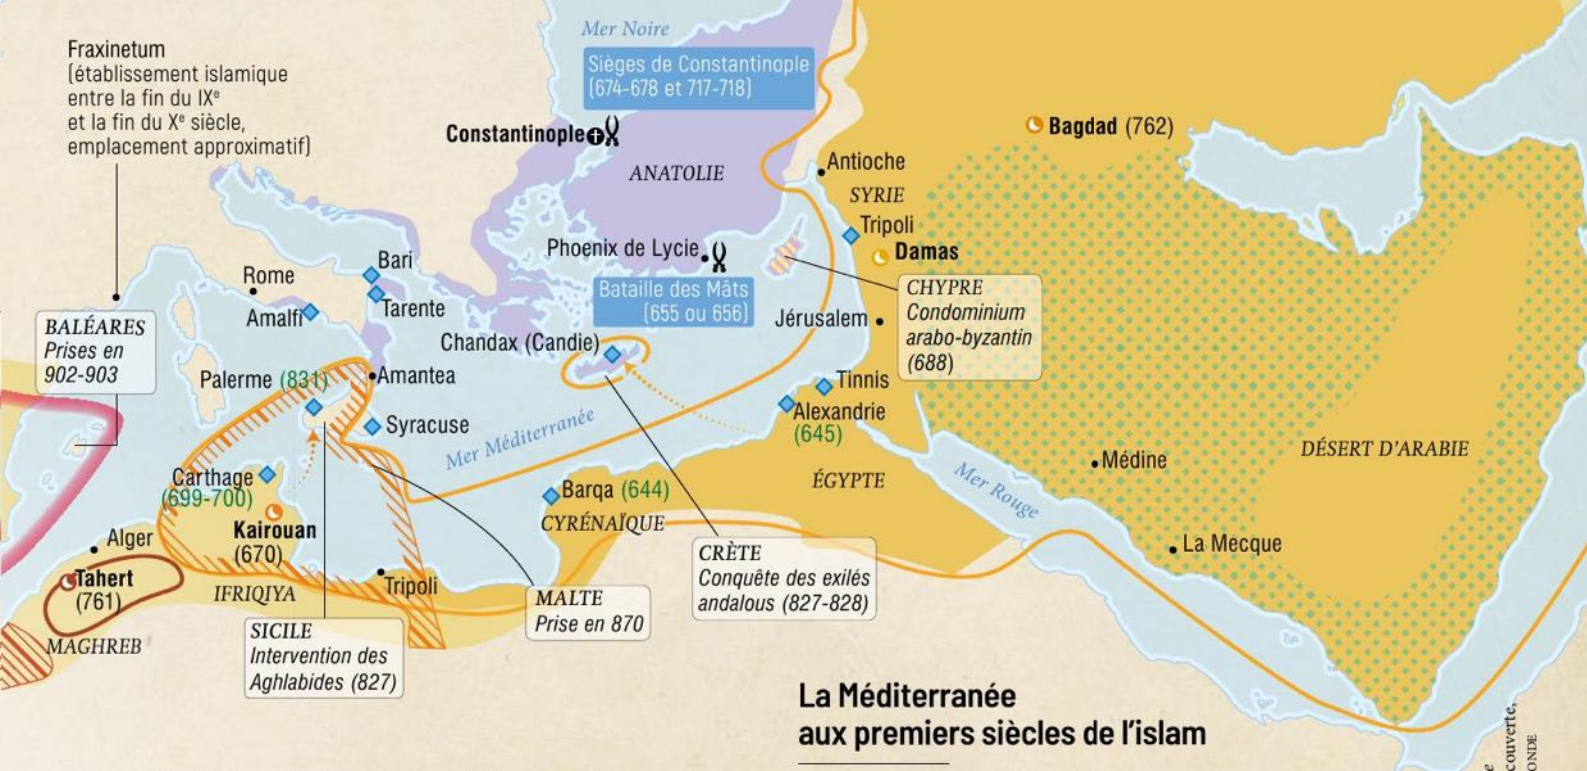 Fraxinetum
(établissement islamique
entre la fin du IXᵉ
et la fin du Xᵉ siècle,
emplacement approximatif)
Mer Noire
Sièges de Constantinople
(674-678 et 717-718)
Constantinople
ANATOLIE
Bagdad (762)
Antioche
SYRIE
Tripoli
Damas
Phoenix de Lycie
Bataille des Mâts
(655 ou 656)
CHYPRE
Condominium
arabo-byzantin
(688)
Jérusalem
Rome
Bari
Tarente
Amalfi
BALÉARES
Prises en
902-903
Chandax (Candie)
Palerme (831)
Amantea
Syracuse
Mer Méditerranée
Tinnis
Alexandrie
(645)
ÉGYPTE
Mer Rouge
Médine
DÉSERT D'ARABIE
La Mecque
Carthage
(699-700)
Kairouan
(670)
Barqa (644)
CYRÉNAÏQUE
Alger
Tahert
(761)
MAGHREB
IFRIQIYA
Tripoli
SICILE
Intervention des
Aghlabides (827)
MALTE
Prise en 870
CRÈTE
Conquête des exilés
andalous (827-828)
La Méditerranée
aux premiers siècles de l'islam
couverte,
ONDE